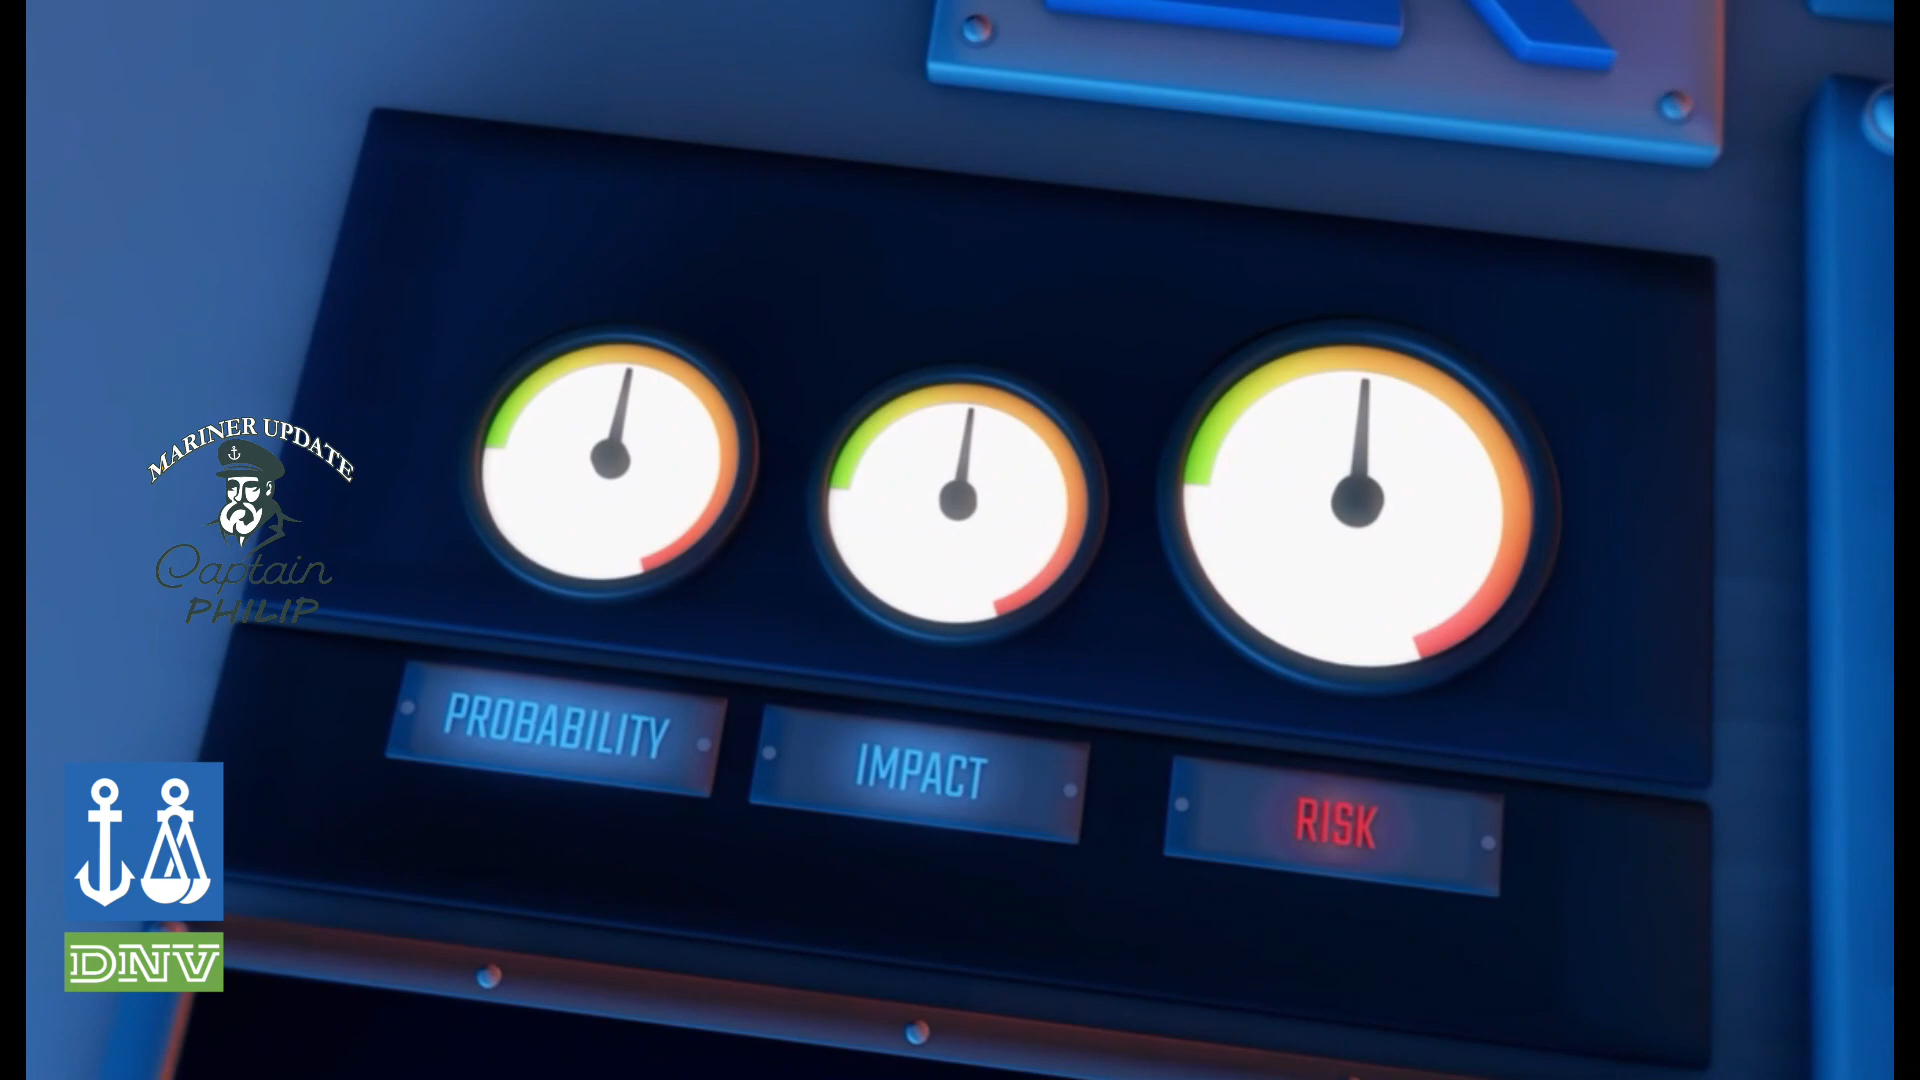 MARINER UPDATE
Captain
PHILIP
PROBABILITY
IMPACT
RISK
DNV